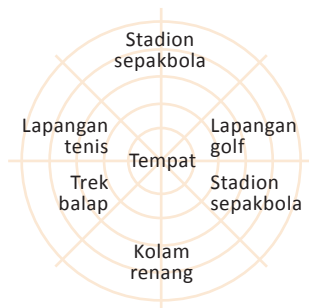 Stadion
sepakbola
Lapangan
tenis
Lapangan
golf
Tempat
Trek
balap
Stadion
sepakbola
Kolam
renang